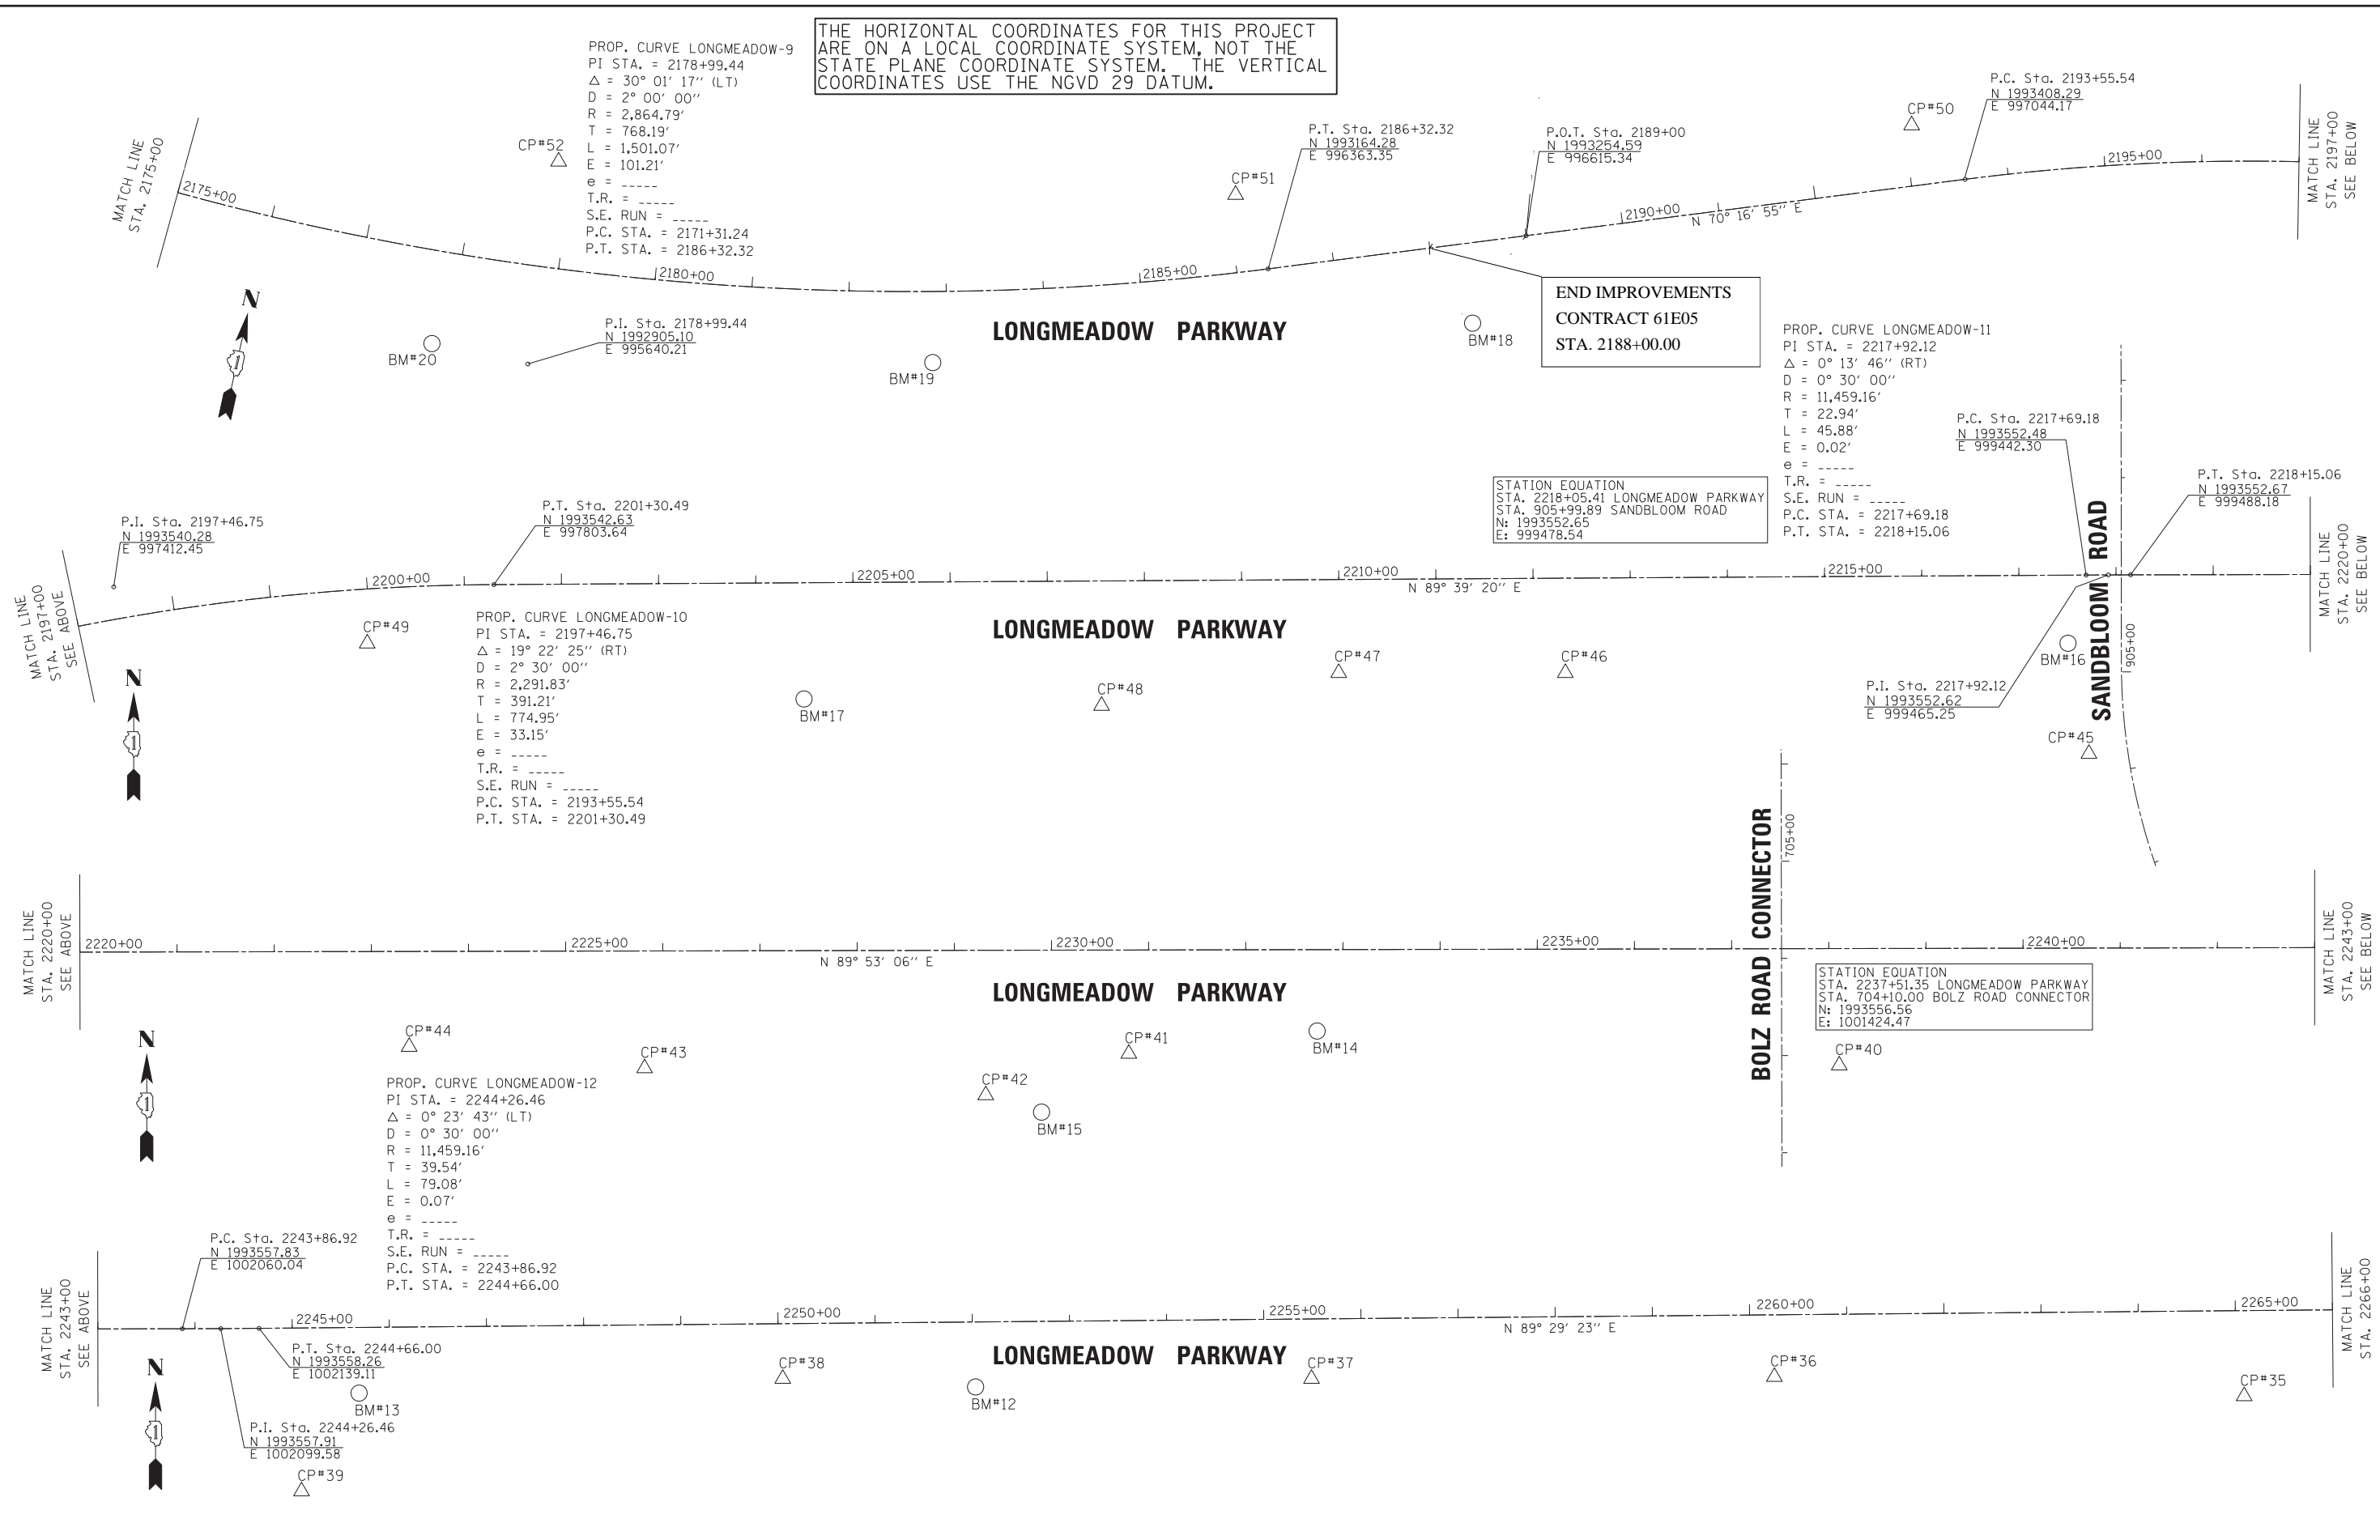 THE HORIZONTAL COORDINATES FOR THIS PROJECT
ARE ON A LOCAL COORDINATE SYSTEM, NOT THE
STATE PLANE COORDINATE SYSTEM. THE VERTICAL
COORDINATES USE THE NGVD 29 DATUM.
PROP. CURVE LONGMEADOW-9
PI STA. = 2178+99.44
Δ = 30° 01' 17" (LT)
D = 2° 00' 00"
R = 2,864.79'
T = 768.19'
L = 1,501.07'
E = 101.21'
e = _____
T.R. = _____
S.E. RUN = _____
P.C. STA. = 2171+31.24
P.T. STA. = 2186+32.32
MATCH LINE
STA. 2175+00
2175+00
CP#52
2180+00
CP#51
2185+00
P.T. Sta. 2186+32.32
N 1993164.28
E 996363.35
P.O.T. Sta. 2189+00
N 1993254.59
E 996615.34
2190+00
N 70° 16' 55" E
CP#50
P.C. Sta. 2193+55.54
N 1993408.29
E 997044.17
2195+00
MATCH LINE
STA. 2197+00
SEE BELOW
N
1
BM#20
P.I. Sta. 2178+99.44
N 1992905.10
E 995640.21
BM#19
LONGMEADOW PARKWAY
BM#18
END IMPROVEMENTS
CONTRACT 61E05
STA. 2188+00.00
PROP. CURVE LONGMEADOW-11
PI STA. = 2217+92.12
Δ = 0° 13' 46" (RT)
D = 0° 30' 00"
R = 11,459.16'
T = 22.94'
L = 45.88'
E = 0.02'
e = _____
T.R. = _____
S.E. RUN = _____
P.C. STA. = 2217+69.18
P.T. STA. = 2218+15.06
P.C. Sta. 2217+69.18
N 1993552.48
E 999442.30
P.T. Sta. 2218+15.06
N 1993552.67
E 999488.18
STATION EQUATION
STA. 2218+05.41 LONGMEADOW PARKWAY
STA. 905+99.89 SANDBLOOM ROAD
N: 1993552.65
E: 999478.54
MATCH LINE
STA. 2197+00
SEE ABOVE
P.I. Sta. 2197+46.75
N 1993540.28
E 997412.45
P.T. Sta. 2201+30.49
N 1993542.63
E 997803.64
2200+00
2205+00
2210+00
N 89° 39' 20" E
2215+00
SANDBLOOM ROAD
905+00
MATCH LINE
STA. 2220+00
SEE BELOW
CP#49
PROP. CURVE LONGMEADOW-10
PI STA. = 2197+46.75
Δ = 19° 22' 25" (RT)
D = 2° 30' 00"
R = 2,291.83'
T = 391.21'
L = 774.95'
E = 33.15'
e = _____
T.R. = _____
S.E. RUN = _____
P.C. STA. = 2193+55.54
P.T. STA. = 2201+30.49
LONGMEADOW PARKWAY
BM#17
CP#48
CP#47
CP#46
BM#16
P.I. Sta. 2217+92.12
N 1993552.62
E 999465.25
CP#45
N
1
MATCH LINE
STA. 2220+00
SEE ABOVE
2220+00
2225+00
N 89° 53' 06" E
2230+00
2235+00
2240+00
BOLZ ROAD CONNECTOR
705+00
MATCH LINE
STA. 2243+00
SEE BELOW
LONGMEADOW PARKWAY
STATION EQUATION
STA. 2237+51.35 LONGMEADOW PARKWAY
STA. 704+10.00 BOLZ ROAD CONNECTOR
N: 1993556.56
E: 1001424.47
N
1
CP#44
CP#43
CP#42
CP#41
BM#15
BM#14
CP#40
PROP. CURVE LONGMEADOW-12
PI STA. = 2244+26.46
Δ = 0° 23' 43" (LT)
D = 0° 30' 00"
R = 11,459.16'
T = 39.54'
L = 79.08'
E = 0.07'
e = _____
T.R. = _____
S.E. RUN = _____
P.C. STA. = 2243+86.92
P.T. STA. = 2244+66.00
MATCH LINE
STA. 2243+00
SEE ABOVE
P.C. Sta. 2243+86.92
N 1993557.83
E 1002060.04
2245+00
2250+00
2255+00
N 89° 29' 23" E
2260+00
2265+00
MATCH LINE
STA. 2266+00
P.T. Sta. 2244+66.00
N 1993558.26
E 1002139.11
LONGMEADOW PARKWAY
N
1
BM#13
P.I. Sta. 2244+26.46
N 1993557.91
E 1002099.58
CP#39
CP#38
BM#12
CP#37
CP#36
CP#35